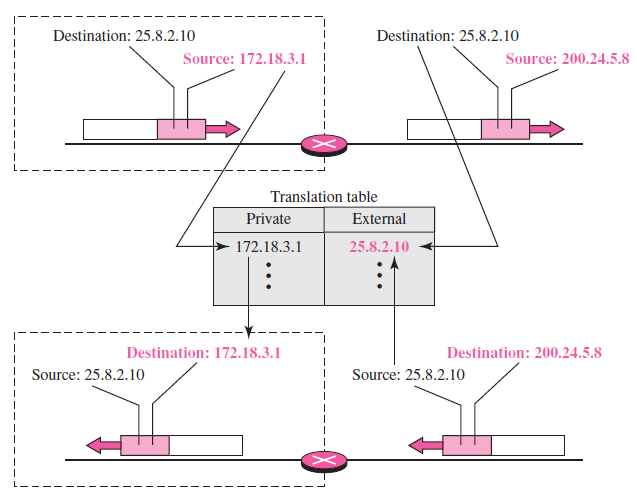 Destination: 25.8.2.10
Source: 172.18.3.1
Destination: 25.8.2.10
Source: 200.24.5.8
Translation table
Private External
172.18.3.1 25.8.2.10
Destination: 172.18.3.1
Source: 25.8.2.10
Destination: 200.24.5.8
Source: 25.8.2.10